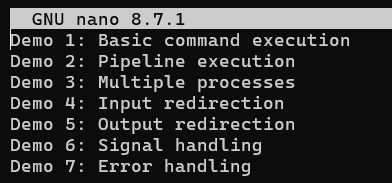 GNU nano 8.7.1
Demo 1: Basic command execution
Demo 2: Pipeline execution
Demo 3: Multiple processes
Demo 4: Input redirection
Demo 5: Output redirection
Demo 6: Signal handling
Demo 7: Error handling